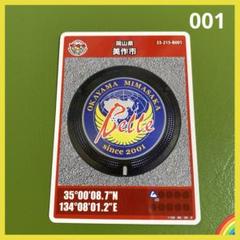 001
岡山県
美作市
33-215-B001
OKAYAMA MIMASAKA
Belle
since 2001
35°00'08.7"N
134°08'01.2"E